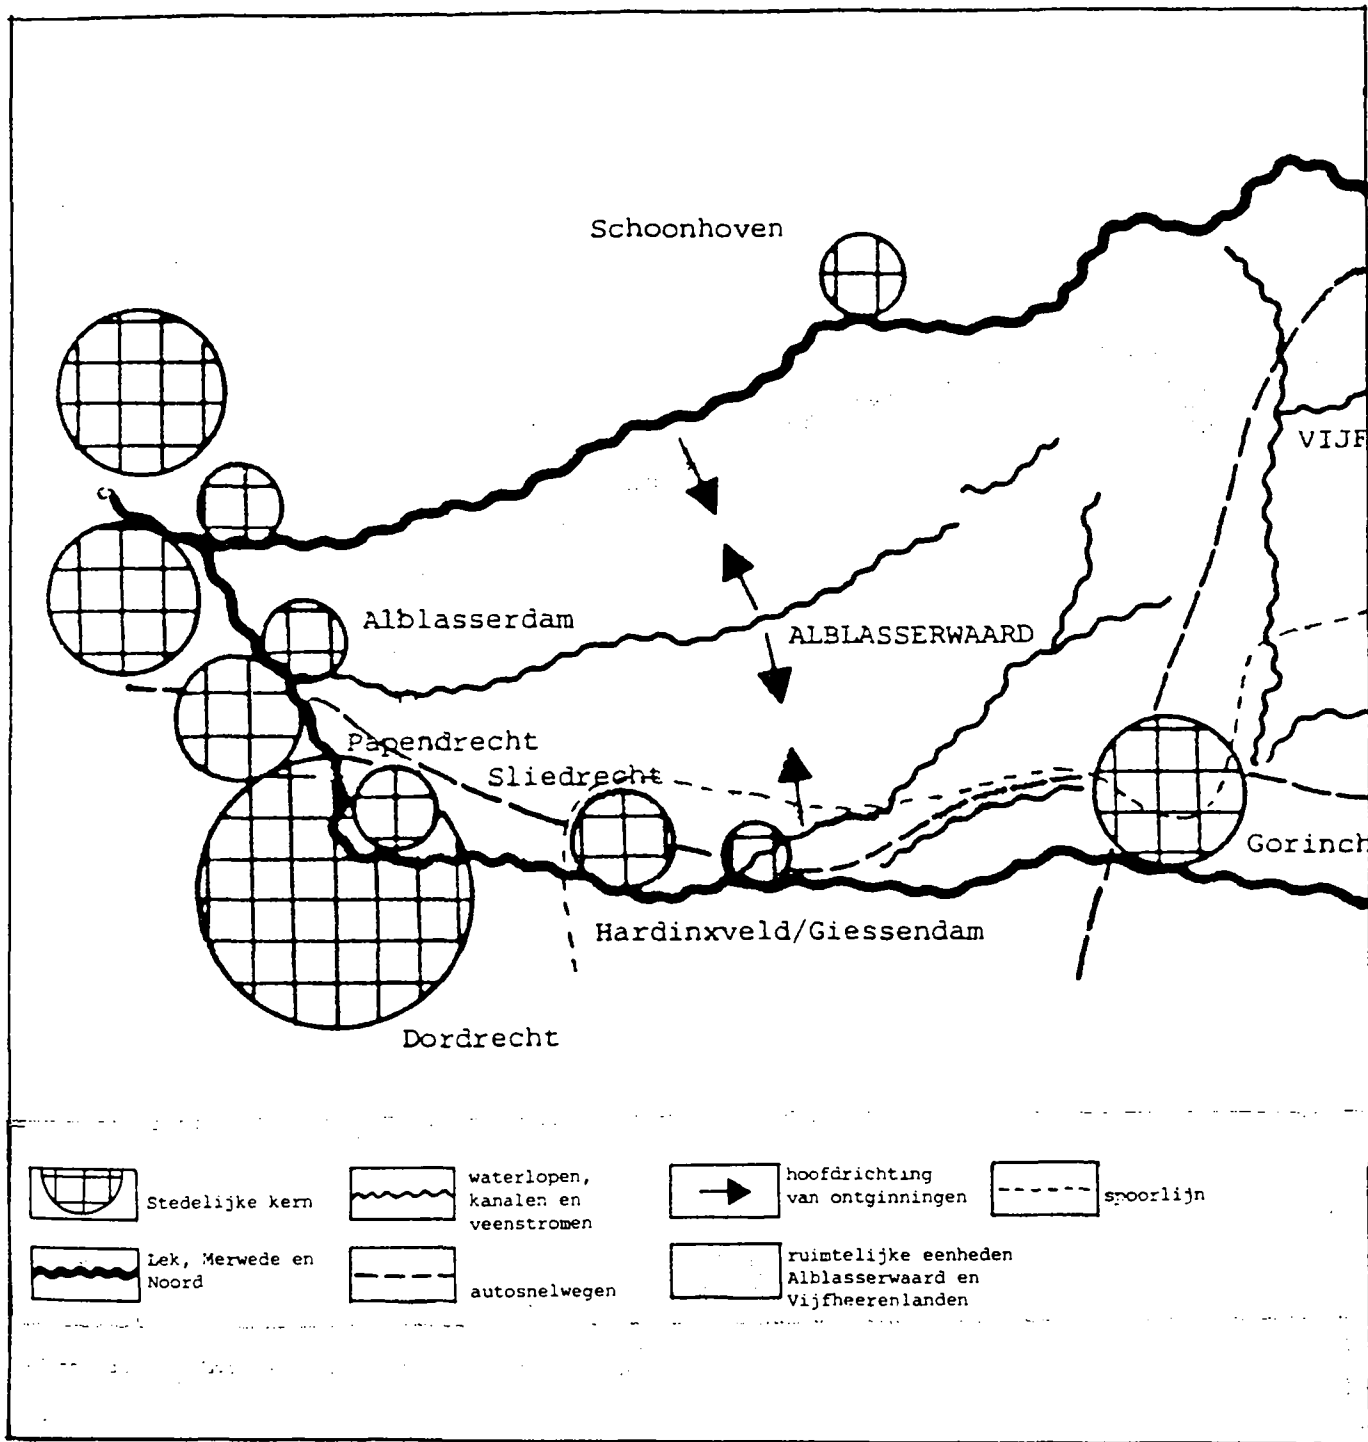 Schoonhoven
VIJF
Alblasserdam
ALBLASSERWAARD
Papendrecht
Sliedrecht
Gorinch
Hardinxveld/Giessendam
Dordrecht
Stedelijke kern
waterlopen,
kanalen en
veenstromen
hoofdrichting
van ontginningen
spoorlijn
Lek, Merwede en
Noord
autosnelwegen
ruimtelijke eenheden
Alblasserwaard en
Vijfheerenlanden